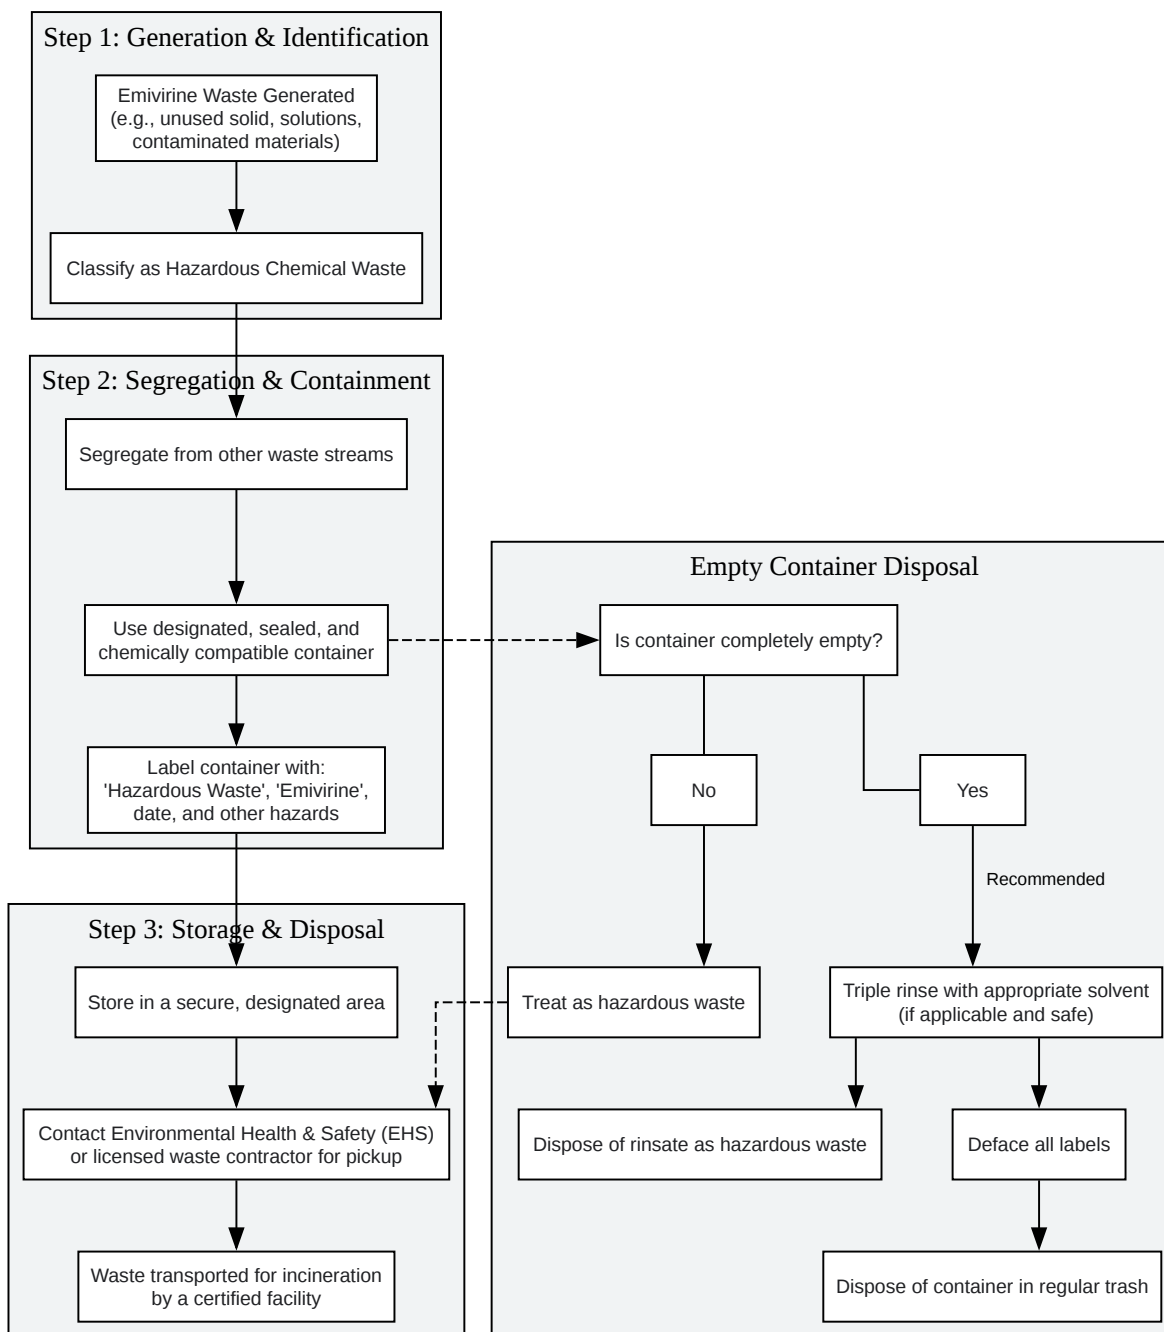 Step 1: Generation & Identification
Emivirine Waste Generated
(e.g., unused solid, solutions,
contaminated materials)
Classify as Hazardous Chemical Waste
Step 2: Segregation & Containment
Segregate from other waste streams
Use designated, sealed, and
chemically compatible container
Label container with:
'Hazardous Waste', 'Emivirine',
date, and other hazards
Step 3: Storage & Disposal
Store in a secure, designated area
Contact Environmental Health & Safety (EHS)
or licensed waste contractor for pickup
Waste transported for incineration
by a certified facility
Empty Container Disposal
Is container completely empty?
No
Yes
Recommended
Treat as hazardous waste
Triple rinse with appropriate solvent
(if applicable and safe)
Dispose of rinsate as hazardous waste
Deface all labels
Dispose of container in regular trash